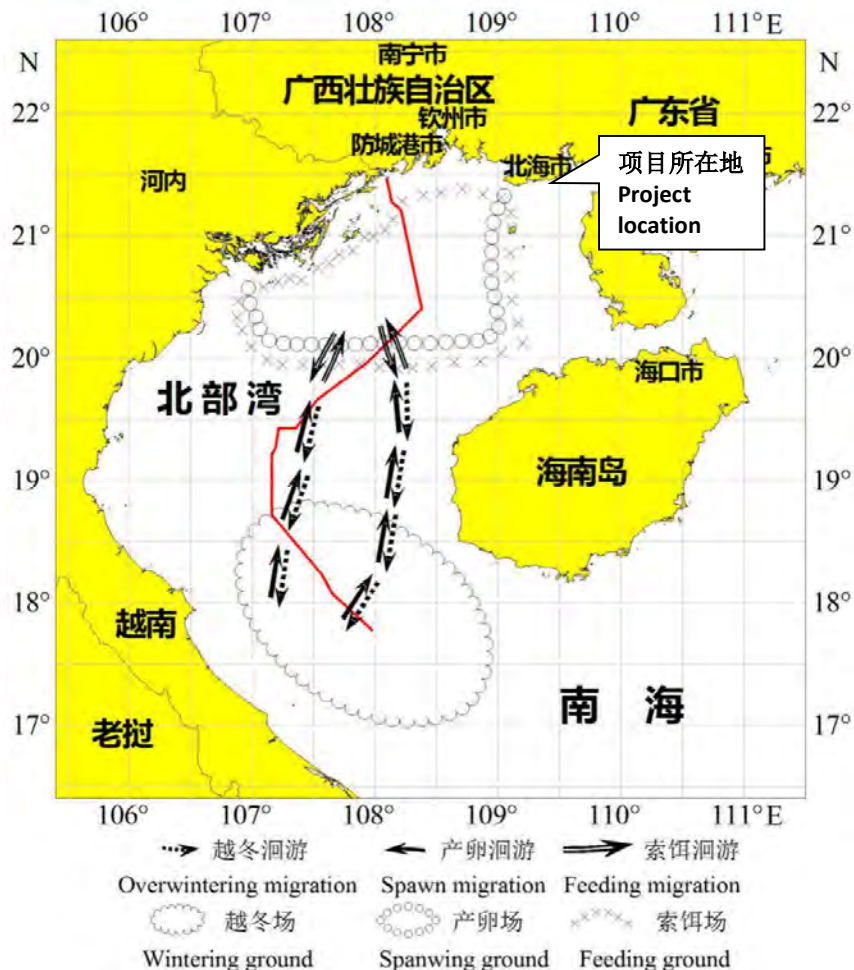 106° 107° 108° 109° 110° 111° E
N
N
南宁市
广西壮族自治区
钦州市
防城港市
广东省
北海市
市
项目所在地
Project
location
河内
22°
22°
21°
21°
20°
20°
北部湾
海口市
海南岛
19°
19°
18°
18°
越南
南 海
17°
17°
老挝
106° 107° 108° 109° 110° 111° E
越冬洄游 产卵洄游 索饵洄游
Overwintering migration Spawn migration Feeding migration
越冬场 产卵场 索饵场
Wintering ground Spanwing ground Feeding ground